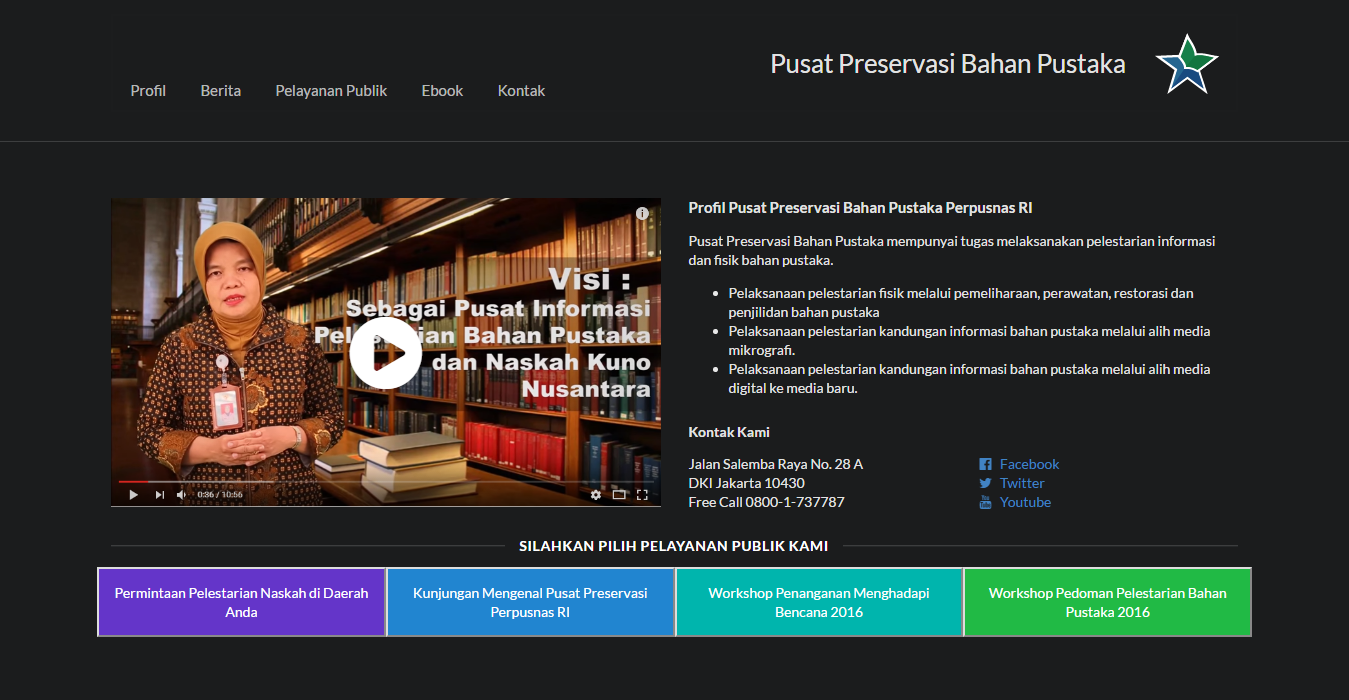 Pusat Preservasi Bahan Pustaka
Profil
Berita
Pelayanan Publik
Ebook
Kontak
Visi :
Sebagai Pusat Informasi
Bahan Pustaka
dan Naskah Kuno
Nusantara
0:36 / 10:56
Profil Pusat Preservasi Bahan Pustaka Perpusnas RI
Pusat Preservasi Bahan Pustaka mempunyai tugas melaksanakan pelestarian informasi
dan fisik bahan pustaka.
Pelaksanaan pelestarian fisik melalui pemeliharaan, perawatan, restorasi dan
penjilidan bahan pustaka
Pelaksanaan pelestarian kandungan informasi bahan pustaka melalui alih media
mikrografi.
Pelaksanaan pelestarian kandungan informasi bahan pustaka melalui alih media
digital ke media baru.
Kontak Kami
Jalan Salemba Raya No. 28 A
DKI Jakarta 10430
Free Call 0800-1-737787
Facebook
Twitter
Youtube
SILAHKAN PILIH PELAYANAN PUBLIK KAMI
Permintaan Pelestarian Naskah di Daerah
Anda
Kunjungan Mengenal Pusat Preservasi
Perpusnas RI
Workshop Penanganan Menghadapi
Bencana 2016
Workshop Pedoman Pelestarian Bahan
Pustaka 2016